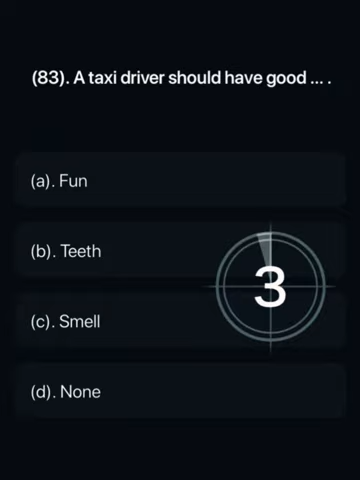 (83). A taxi driver should have good ... .
(a). Fun
(b). Teeth
3
(c). Smell
(d). None